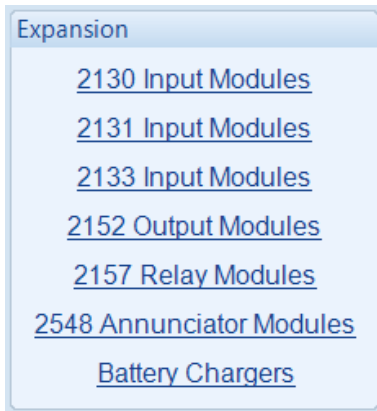 Expansion
2130 Input Modules
2131 Input Modules
2133 Input Modules
2152 Output Modules
2157 Relay Modules
2548 Annunciator Modules
Battery Chargers